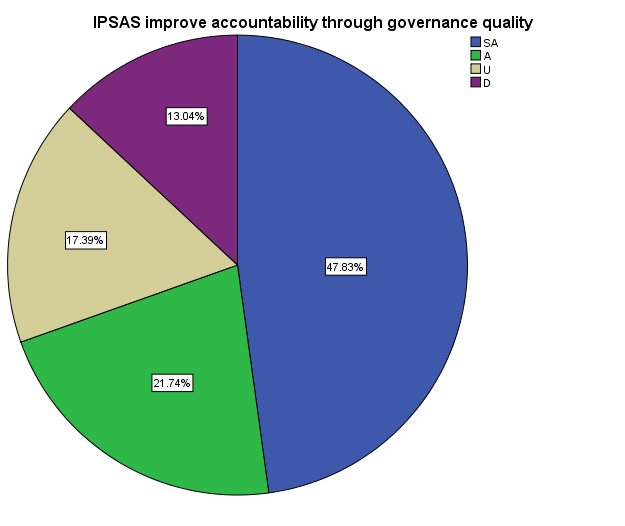 IPSAS improve accountability through governance quality
SA
A
U
D
13.04%
17.39%
47.83%
21.74%